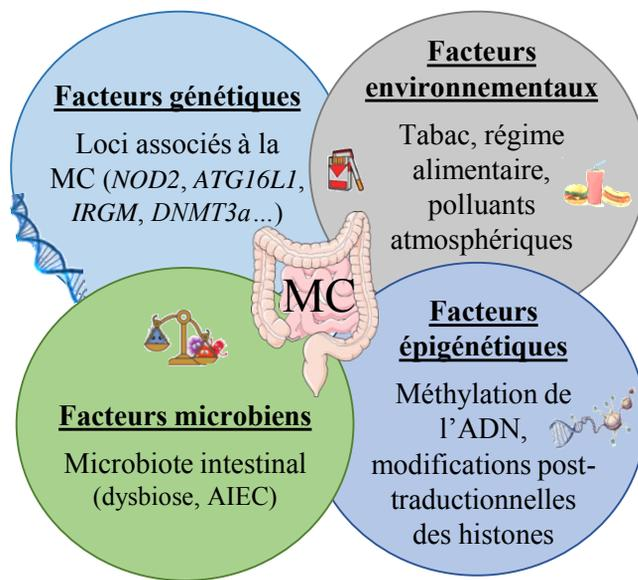 Facteurs génétiques
Loci associés à la
MC (NOD2, ATG16L1,
IRGM, DNMT3a…)
Facteurs
environnementaux
Tabac, régime
alimentaire,
polluants
atmosphériques
MC
Facteurs microbiens
Microbiote intestinal
(dysbiose, AIEC)
Facteurs
épigénétiques
Méthylation de
l’ADN,
modifications post-
traductionnelles
des histones